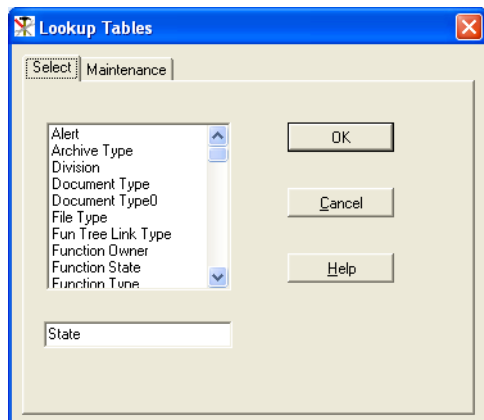 Lookup Tables
Select
Maintenance
Alert
Archive Type
Division
Document Type
Document Type0
File Type
Fun Tree Link Type
Function Owner
Function State
Function Type
OK
Cancel
Help
State